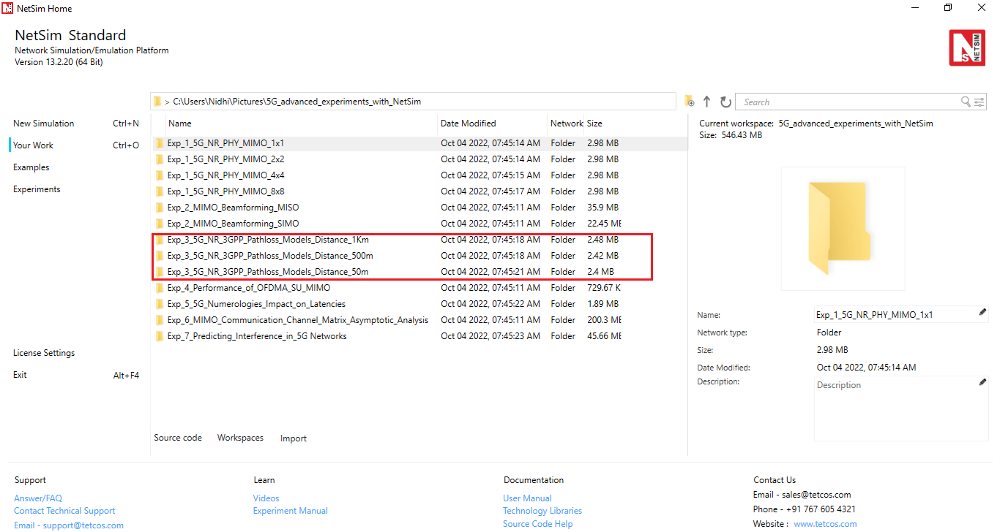 NetSim Home
NetSim Standard
Network Simulation/Emulation Platform
Version 13.2.20 (64 Bit)
N
S
NETSIM
> C:\Users\Nidhi\Pictures\5G_advanced_experiments_with_NetSim
Search
New Simulation Ctrl+N
Your Work Ctrl+O
Examples
Experiments
License Settings
Exit Alt+F4
Name Date Modified Network Size
Exp_1_5G_NR_PHY_MIMO_1x1 Oct 04 2022, 07:45:14 AM Folder 2.98 MB
Exp_1_5G_NR_PHY_MIMO_2x2 Oct 04 2022, 07:45:14 AM Folder 2.98 MB
Exp_1_5G_NR_PHY_MIMO_4x4 Oct 04 2022, 07:45:15 AM Folder 2.98 MB
Exp_1_5G_NR_PHY_MIMO_8x8 Oct 04 2022, 07:45:17 AM Folder 2.98 MB
Exp_2_MIMO_Beamforming_MISO Oct 04 2022, 07:45:11 AM Folder 35.9 MB
Exp_2_MIMO_Beamforming_SIMO Oct 04 2022, 07:45:11 AM Folder 22.45 ME
Exp_3_5G_NR_3GPP_Pathloss_Models_Distance_1Km Oct 04 2022, 07:45:18 AM Folder 2.48 MB
Exp_3_5G_NR_3GPP_Pathloss_Models_Distance_500m Oct 04 2022, 07:45:18 AM Folder 2.42 MB
Exp_3_5G_NR_3GPP_Pathloss_Models_Distance_50m Oct 04 2022, 07:45:21 AM Folder 2.4 MB
Exp_4_Performance_of_OFDMA_SU_MIMO Oct 04 2022, 07:45:11 AM Folder 729.67 K
Exp_5_5G_Numerologies_Impact_on_Latencies Oct 04 2022, 07:45:22 AM Folder 1.89 MB
Exp_6_MIMO_Communication_Channel_Matrix_Asymptotic_Analysis Oct 04 2022, 07:45:11 AM Folder 200.3 ME
Exp_7_Predicting_Interference_in_5G Networks Oct 04 2022, 07:45:23 AM Folder 45.66 ME
Source code Workspaces Import
Current workspace: 5G_advanced_experiments_with_NetSim
Size: 546.43 MB
Name: Exp_1_5G_NR_PHY_MIMO_1x1
Network type: Folder
Size: 2.98 MB
Date Modified: Oct 04 2022, 07:45:14 AM
Description: Description
Support
Answer/FAQ
Contact Technical Support
Email - support@tetcos.com
Learn
Videos
Experiment Manual
Documentation
User Manual
Technology Libraries
Source Code Help
Contact Us
Email - sales@tetcos.com
Phone - +91 767 605 4321
Website : www.tetcos.com